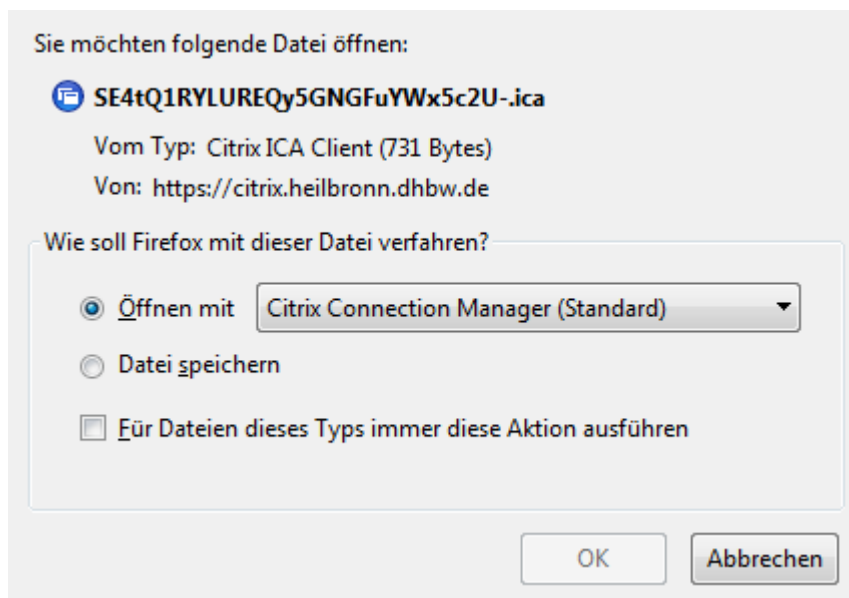 Sie möchten folgende Datei öffnen:
SE4tQ1RYLUREQy5GNGFuYWx5c2U-.ica
Vom Typ: Citrix ICA Client (731 Bytes)
Von: https://citrix.heilbronn.dhbw.de
Wie soll Firefox mit dieser Datei verfahren?
Öffnen mit Citrix Connection Manager (Standard)
Datei speichern
Für Dateien dieses Typs immer diese Aktion ausführen
OK Abbrechen